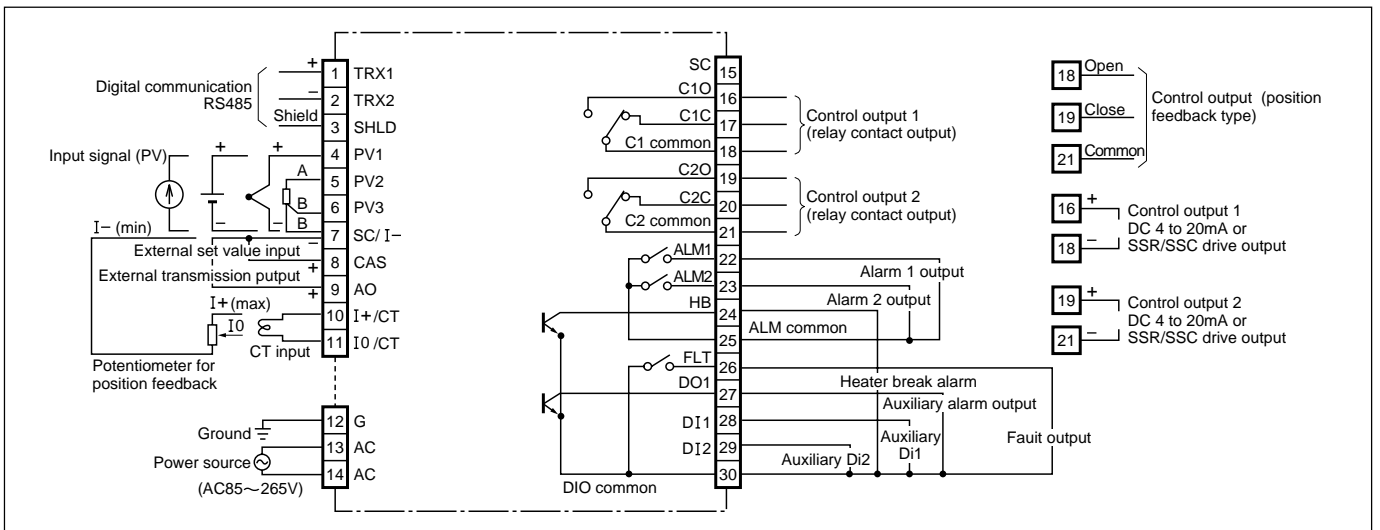 Digital communication
RS485
+
−
Shield
1 TRX1
2 TRX2
3 SHLD
4 PV1
5 PV2
6 PV3
7 SC/ I−
8 CAS
9 AO
10 I+/CT
11 I0 /CT
12 G
13 AC
14 AC
Input signal (PV)
+
+
A
B
B
−
−
I− (min)
External set value input
−
External transmission putput
+
+
I+(max)
I0
CT input
Potentiometer for
position feedback
Ground
Power source
(AC85～265V)
SC 15
C1O 16
C1C 17
C1 common 18
C2O 19
C2C 20
C2 common 21
ALM1 22
ALM2 23
HB 24
ALM common 25
FLT 26
DO1 27
DI1 28
DI2 29
DIO common 30
Control output 1
(relay contact output)
Control output 2
(relay contact output)
Alarm 1 output
Alarm 2 output
Heater break alarm
Auxiliary alarm output
Auxiliary
Di1
Auxiliary Di2
Fauit output
18 Open
19 Close
21 Common
Control output (position
feedback type)
16 +
18 −
Control output 1
DC 4 to 20mA or
SSR/SSC drive output
19 +
21 −
Control output 2
DC 4 to 20mA or
SSR/SSC drive output